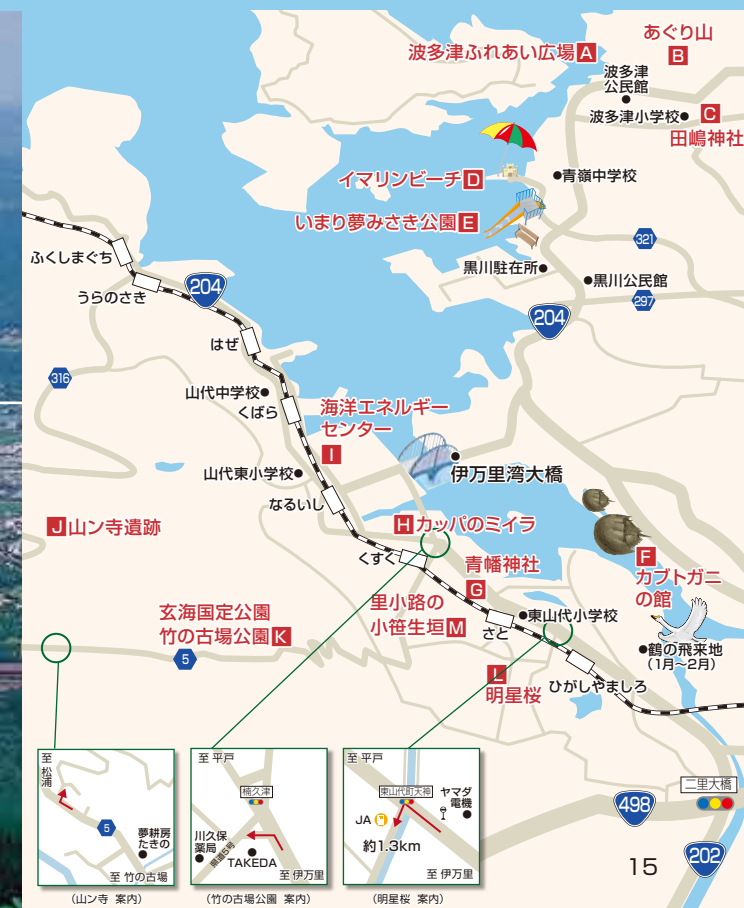 あぐり山
B
波多津ふれあい広場 A
波多津
公民館
波多津小学校
C
田嶋神社
イマリンビーチ D
青嶺中学校
いまり夢みさき公園 E
321
ふくしまぐち
黒川駐在所
黒川公民館
297
うらのさき
204
204
はぜ
316
山代中学校
くばら
海洋エネルギー
センター
I
伊万里湾大橋
山代東小学校
なるいし
J 山ン寺遺跡
H カッパのミイラ
くすく
青幡神社
G
F
カブトガニ
の館
玄海国定公園
竹の古場公園 K
里小路の
小笹生垣 M
東山代小学校
さと
5
鶴の飛来地
(1月〜2月)
L
明星桜
ひがしやましろ
至
松浦
5
夢耕房
たきの
至 竹の古場
(山ン寺 案内)
至 平戸
楠久津
川久保
薬局
県道5号
TAKEDA
至 伊万里
(竹の古場公園 案内)
至 平戸
東山代町大神
ヤマダ
電機
JA
約1.3km
至 伊万里
(明星桜 案内)
二里大橋
498
202
15